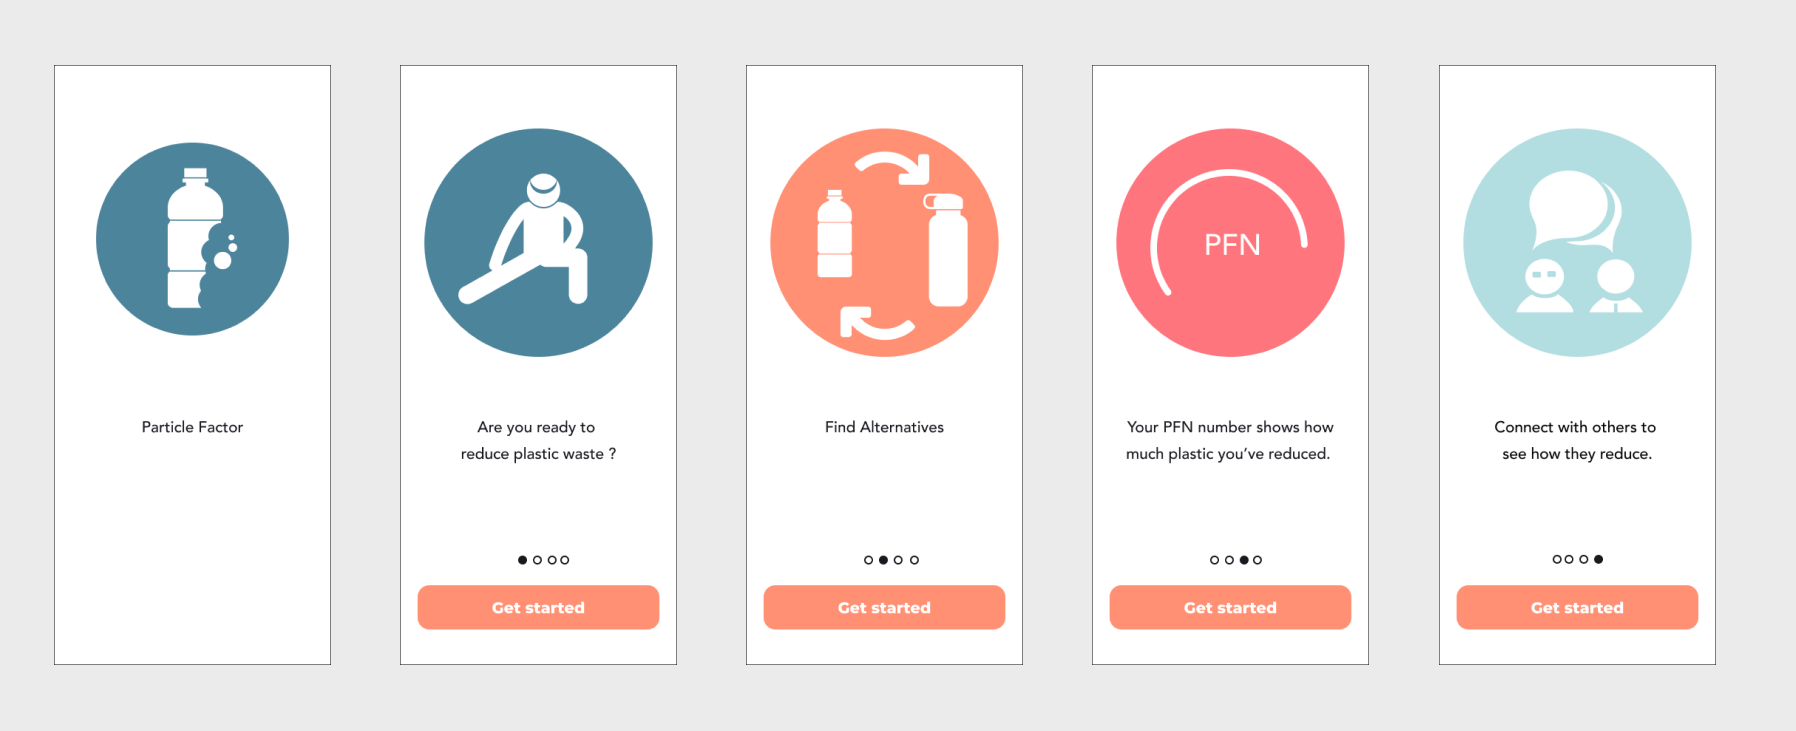 Particle Factor
Are you ready to
reduce plastic waste ?
Get started
Find Alternatives
Get started
PFN
Your PFN number shows how
much plastic you’ve reduced.
Get started
Connect with others to
see how they reduce.
Get started